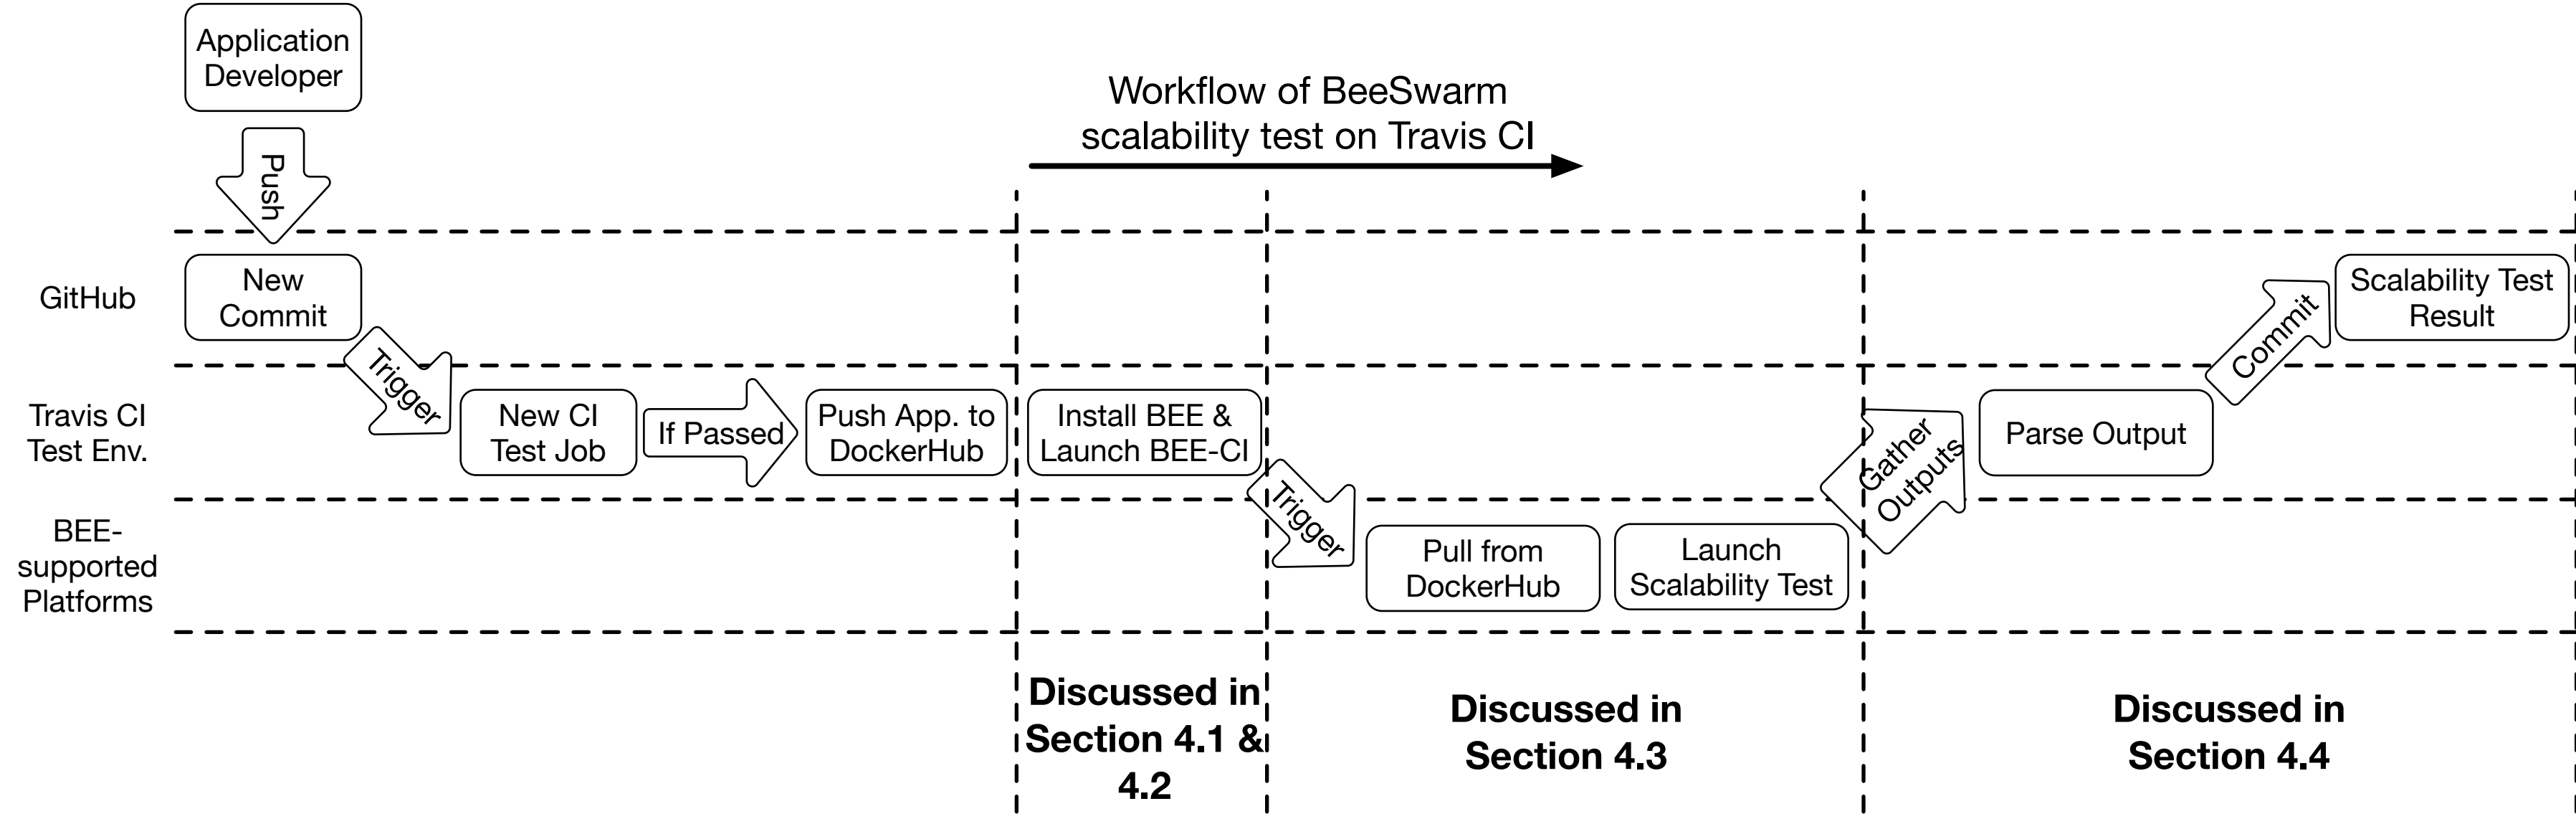 Application
Developer
Push
Workflow of BeeSwarm
scalability test on Travis CI
GitHub
New
Commit
Trigger
Scalability Test
Result
Commit
Travis CI
Test Env.
New CI
Test Job
If Passed
Push App. to
DockerHub
Install BEE &
Launch BEE-CI
Trigger
Gather
Outputs
Parse Output
BEE-
supported
Platforms
Pull from
DockerHub
Launch
Scalability Test
Discussed in
Section 4.1 &
4.2
Discussed in
Section 4.3
Discussed in
Section 4.4